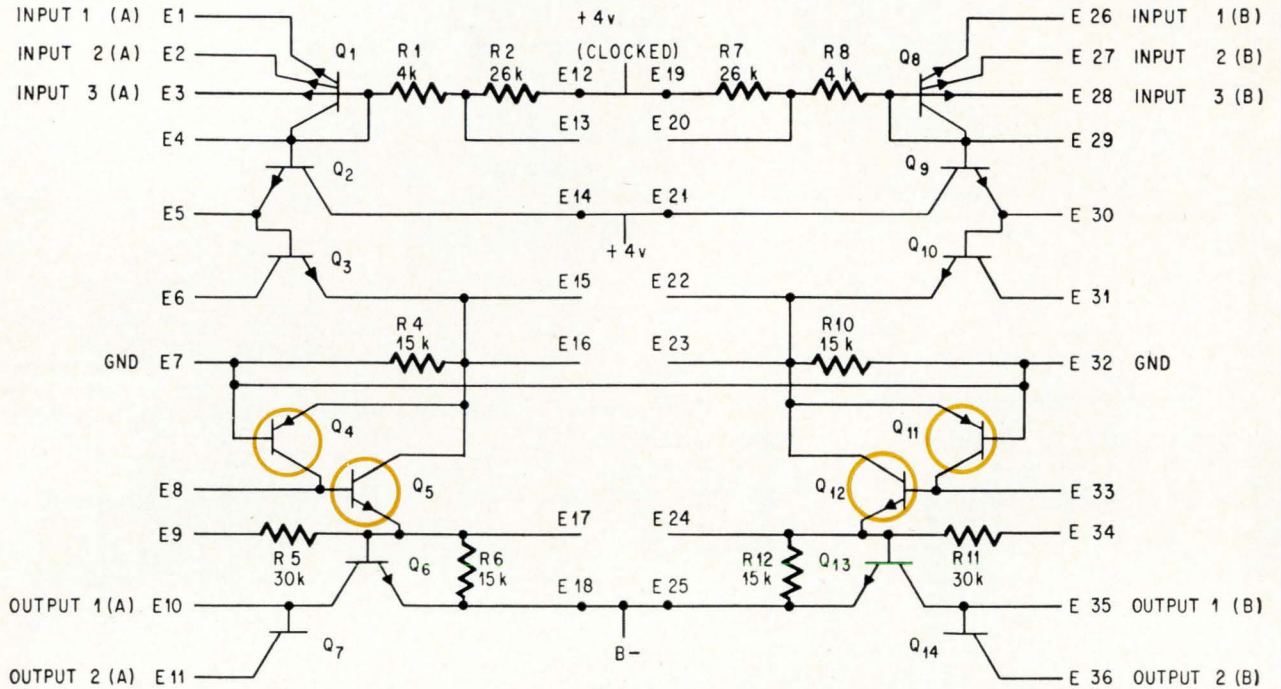 INPUT 1 (A) E1
+4v
E 26 INPUT 1 (B)
INPUT 2 (A) E2
Q1
R1
R2
(CLOCKED)
R7
R8
Q8
E 27 INPUT 2 (B)
4k
26k
E12
E19
26k
4 k
INPUT 3 (A) E3
E 28 INPUT 3 (B)
E4
E13
E 20
E 29
Q2
Q9
E5
E14
E 21
E 30
+ 4v
Q3
Q10
E6
E15
E 22
E 31
R 4
15 k
R10
15 k
GND E7
E16
E 23
E 32 GND
Q4
Q11
E8
Q5
Q12
E 33
E9
E17
E 24
E 34
R 5
30k
Q6
R 6
15 k
R12
15 k
Q13
R11
30k
OUTPUT 1 (A) E10
E 18
E 25
E 35 OUTPUT 1 (B)
Q7
B-
Q14
OUTPUT 2 (A) E11
E 36 OUTPUT 2 (B)